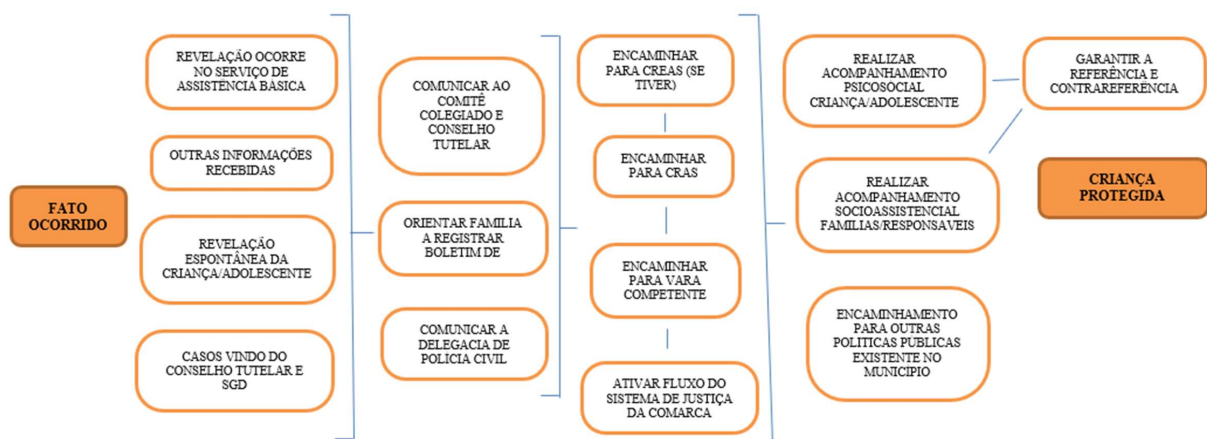 FATO
OCORRIDO
REVELAÇÃO OCORRE
NO SERVIÇO DE
ASSISTÊNCIA BÁSICA
OUTRAS INFORMAÇÕES
RECEBIDAS
REVELAÇÃO
ESPONTÂNEA DA
CRIANÇA/ADOLESCENTE
CASOS VINDO DO
CONSELHO TUTELAR E
SGD
COMUNICAR AO
COMITÊ
COLEGIADO E
CONSELHO
TUTELAR
ORIENTAR FAMILIA
A REGISTRAR
BOLETIM DE
COMUNICAR A
DELEGACIA DE
POLÍCIA CIVIL
ENCAMINHAR
PARA CREAS (SE
TIVER)
ENCAMINHAR
PARA CRAS
ENCAMINHAR
PARA VARA
COMPETENTE
ATIVAR FLUXO DO
SISTEMA DE JUSTIÇA
DA COMARCA
REALIZAR
ACOMPANHAMENTO
PSICOSOCIAL
CRIANÇA/ADOLESCENTE
REALIZAR
ACOMPANHAMENTO
SOCIOASSISTENCIAL
FAMILIAS/RESPONSAVEIS
ENCAMINHAMENTO
PARA OUTRAS
POLITICAS PUBLICAS
EXISTENTE NO
MUNICIPIO
GARANTIR A
REFERÊNCIA E
CONTRAREFERÊNCIA
CRIANÇA
PROTEGIDA